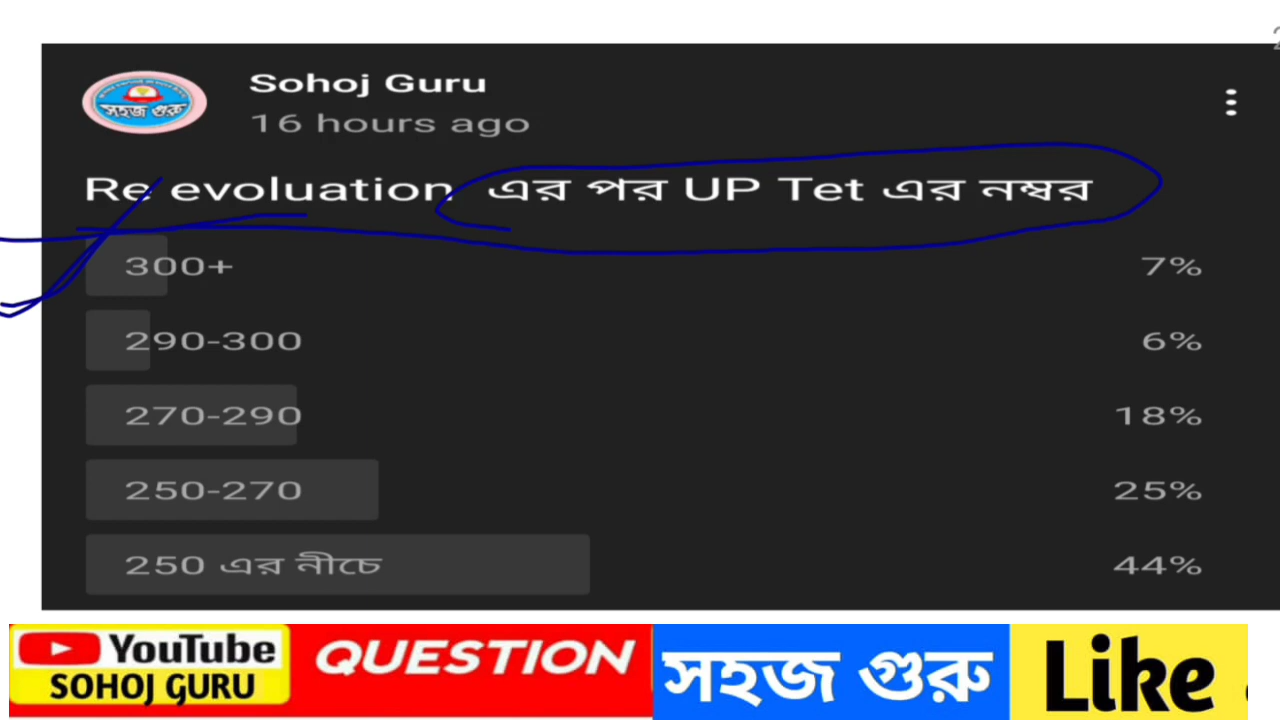 Sohoj Guru
16 hours ago
সহজ গুরু
Re evoluation এর পর UP Tet এর নম্বর
300+ 7%
290-300 6%
270-290 18%
250-270 25%
250 এর নীচে 44%
YouTube
SOHOJ GURU
QUESTION
সহজ গুরু
Like